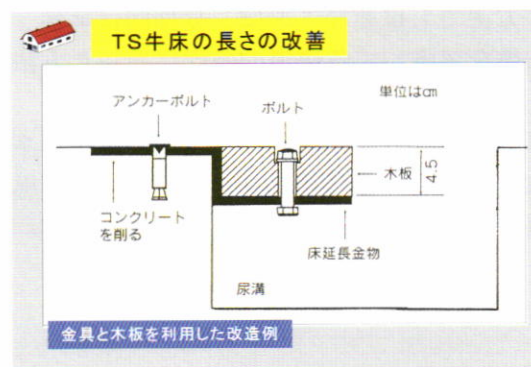 TS牛床の長さの改善
単位は㎝
アンカーボルト
ボルト
木板
4.5
コンクリート
を削る
床延長金物
尿溝
金具と木板を利用した改造例